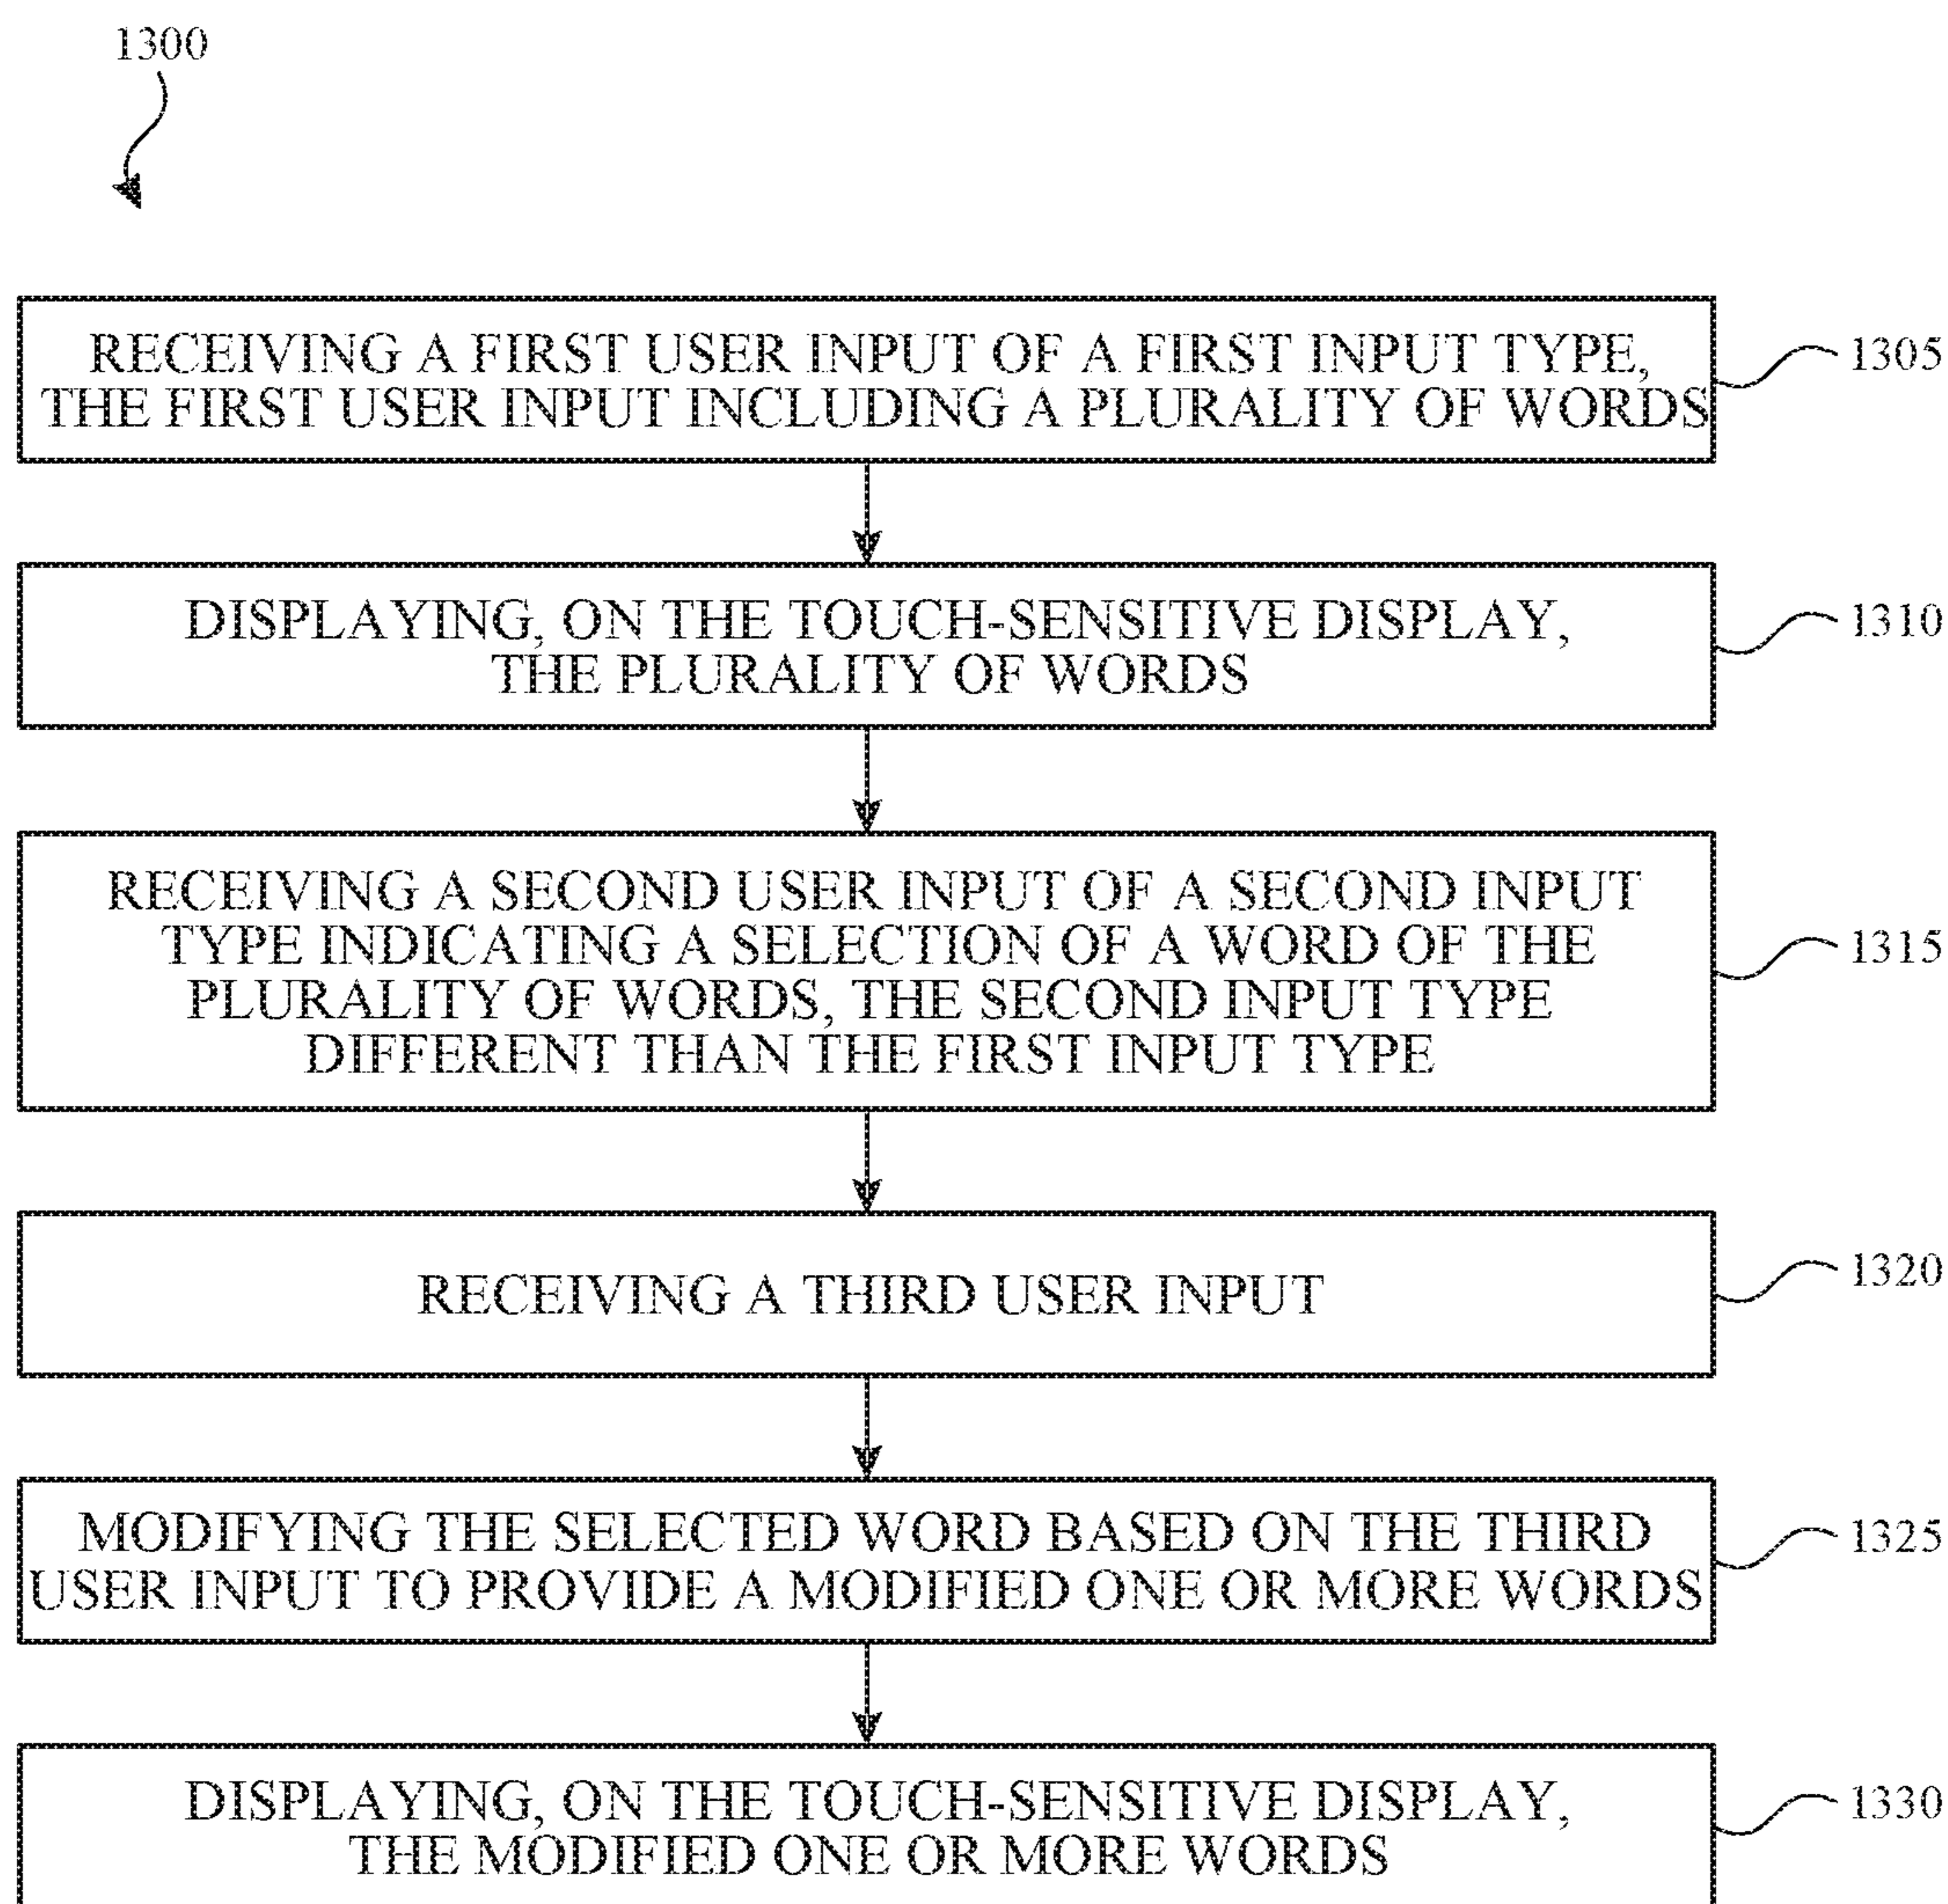 1300
RECEIVING A FIRST USER INPUT OF A FIRST INPUT TYPE,
THE FIRST USER INPUT INCLUDING A PLURALITY OF WORDS
1305
DISPLAYING, ON THE TOUCH-SENSITIVE DISPLAY,
THE PLURALITY OF WORDS
1310
RECEIVING A SECOND USER INPUT OF A SECOND INPUT
TYPE INDICATING A SELECTION OF A WORD OF THE
PLURALITY OF WORDS, THE SECOND INPUT TYPE
DIFFERENT THAN THE FIRST INPUT TYPE
1315
RECEIVING A THIRD USER INPUT
1320
MODIFYING THE SELECTED WORD BASED ON THE THIRD
USER INPUT TO PROVIDE A MODIFIED ONE OR MORE WORDS
1325
DISPLAYING, ON THE TOUCH-SENSITIVE DISPLAY,
THE MODIFIED ONE OR MORE WORDS
1330